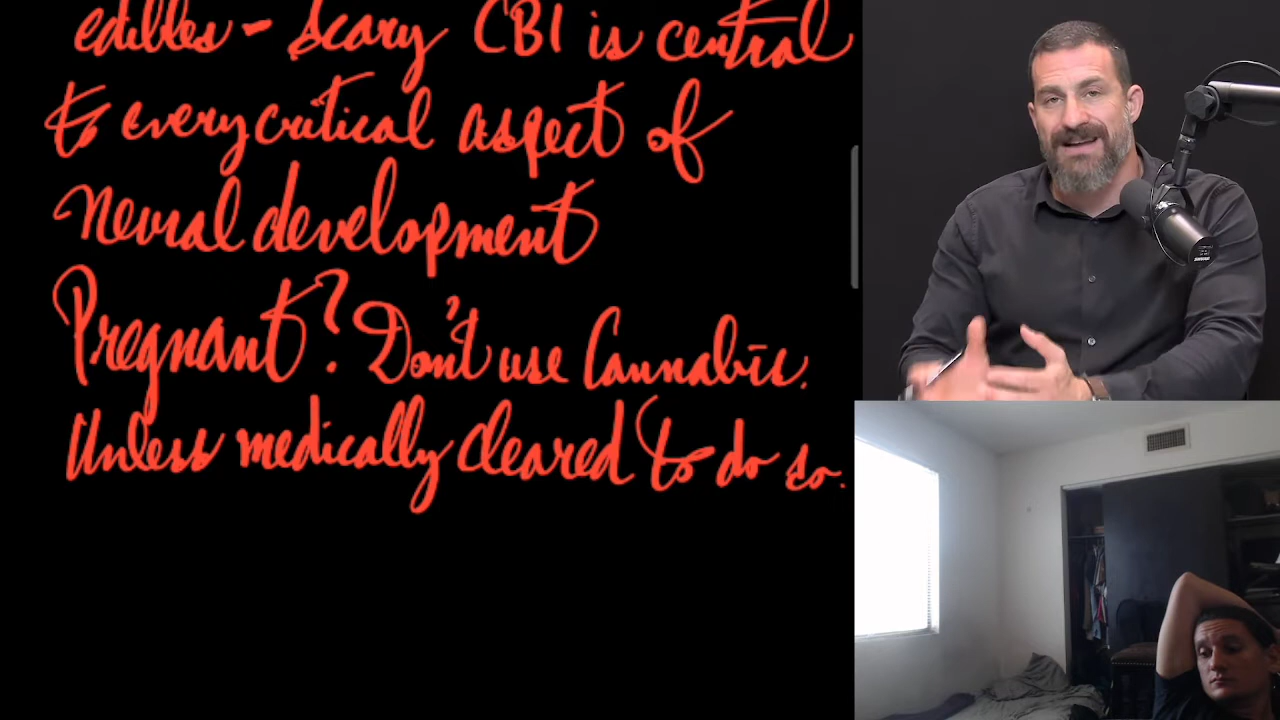 edibles - Scary CB1 is central
to every critical aspect of
Neural development
Pregnant? Don't use Cannabis.
Unless medically cleared to do so.
SHURE